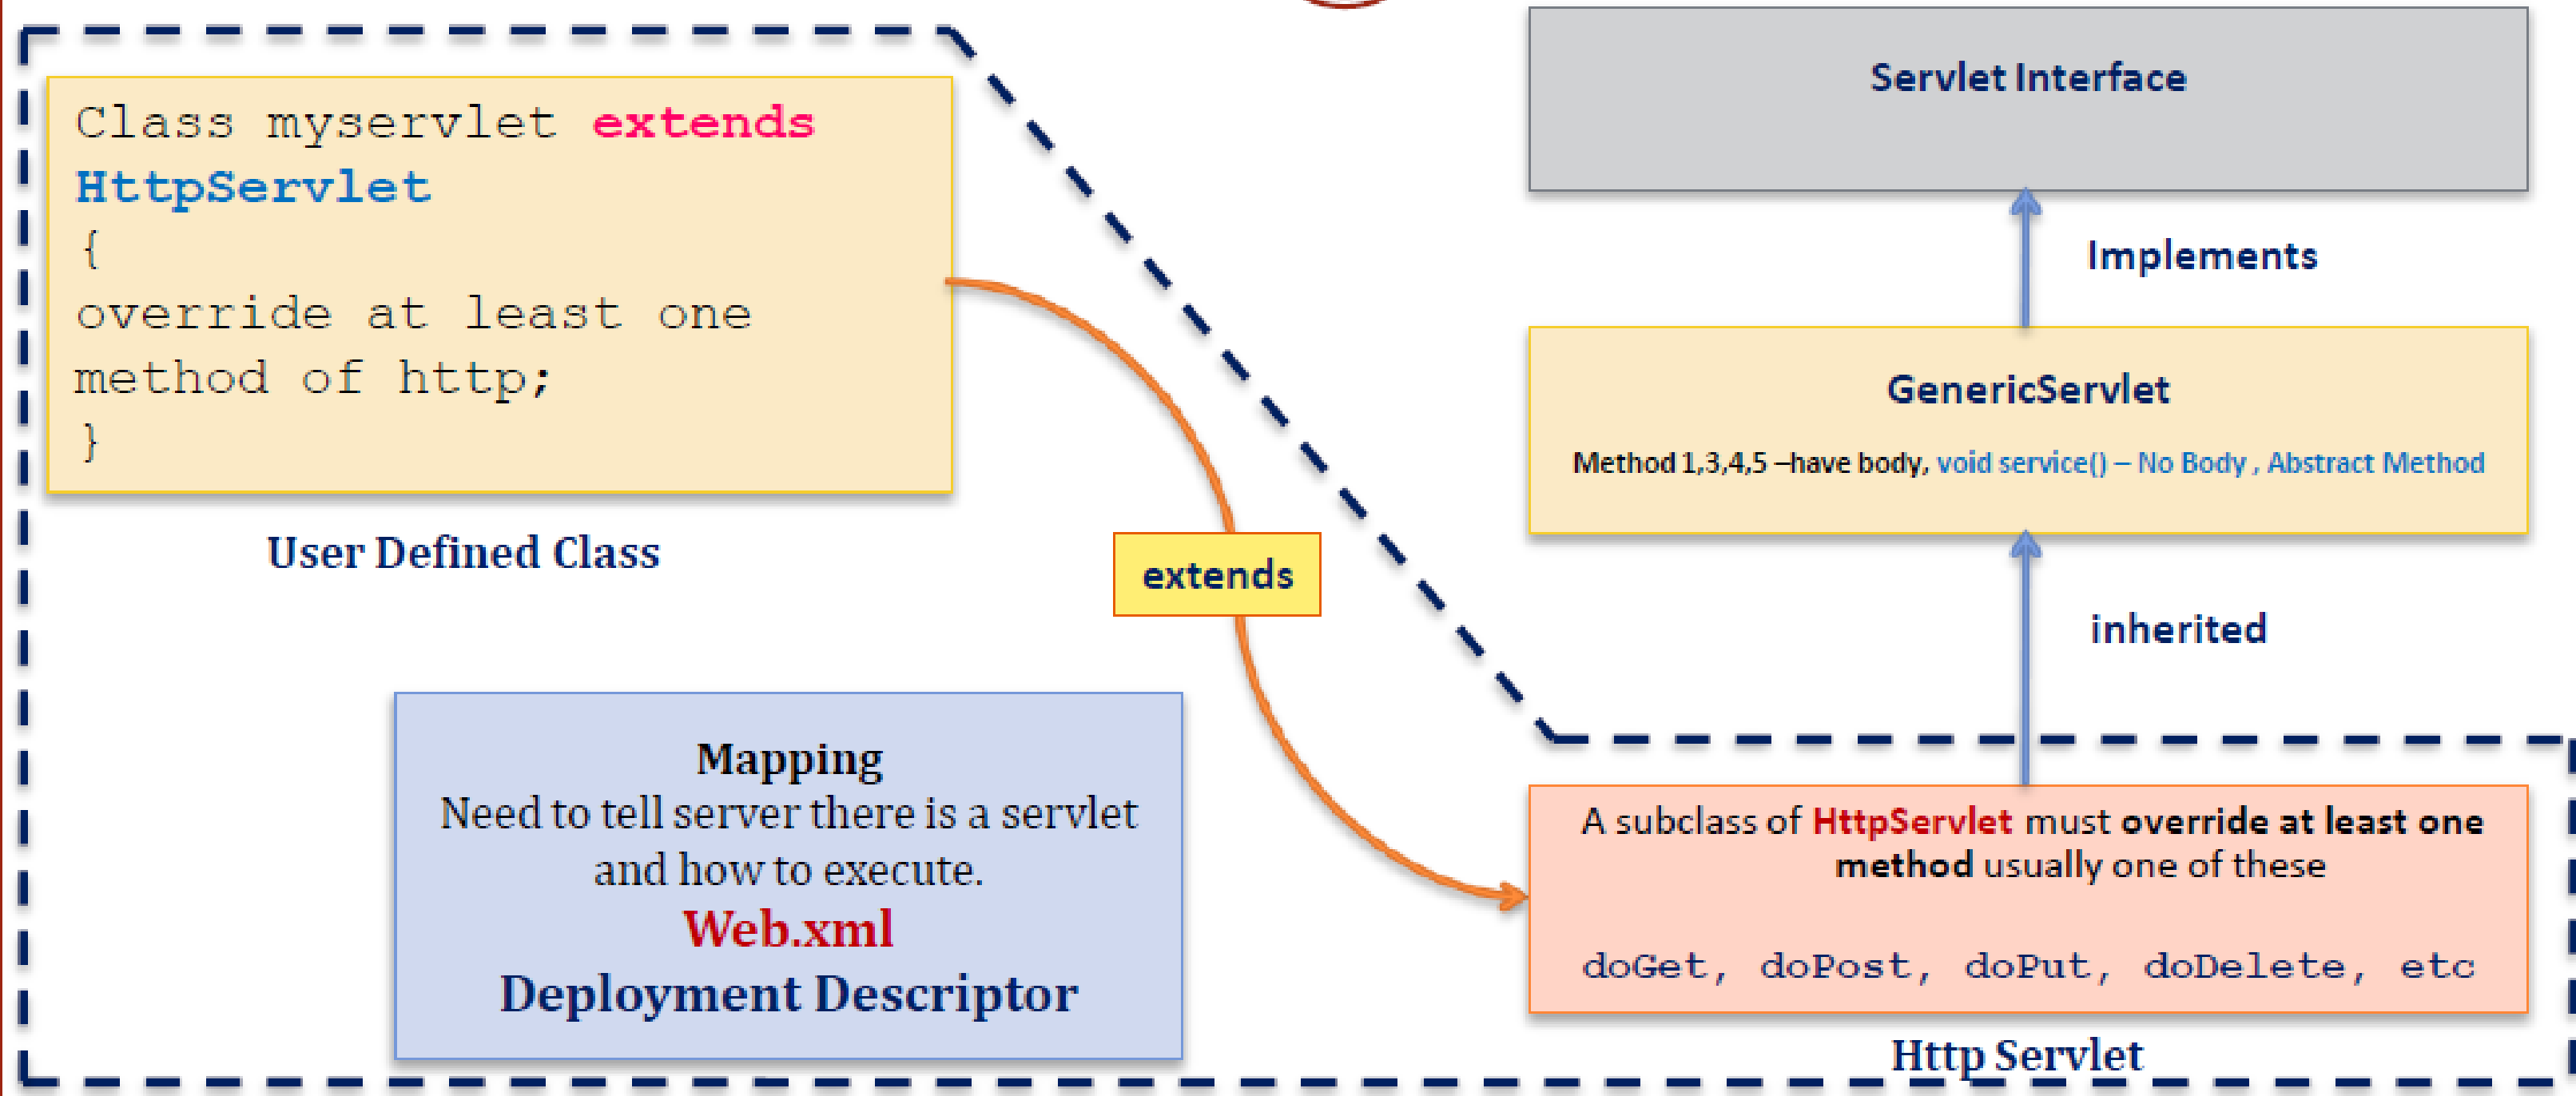 Class myservlet extends
HttpServlet
{
override at least one
method of http;
}
User Defined Class
extends
Mapping
Need to tell server there is a servlet
and how to execute.
Web.xml
Deployment Descriptor
Servlet Interface
Implements
GenericServlet
Method 1,3,4,5 –have body, void service() – No Body , Abstract Method
inherited
A subclass of HttpServlet must override at least one
method usually one of these
doGet, doPost, doPut, doDelete, etc
Http Servlet